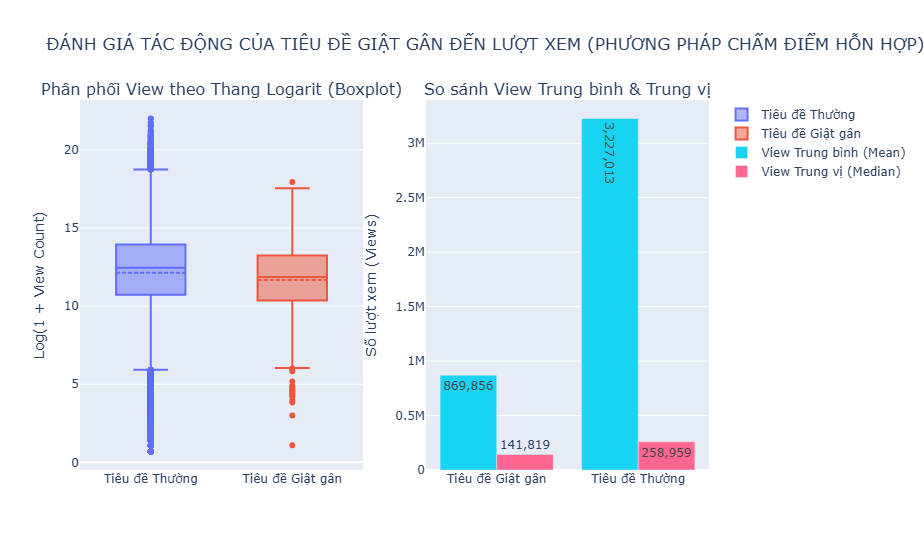 ĐÁNH GIÁ TÁC ĐỘNG CỦA TIÊU ĐỀ GIẬT GÂN ĐẾN LƯỢT XEM (PHƯƠNG PHÁP CHẤM ĐIỂM HỖN HỢP)
Phân phối View theo Thang Logarit (Boxplot)
Log(1 + View Count)
20
15
10
5
0
Tiêu đề Thường
Tiêu đề Giật gân
So sánh View Trung bình & Trung vị
Số lượt xem (Views)
3M
2.5M
2M
1.5M
1M
0.5M
0
869,856
141,819
3,227,013
258,959
Tiêu đề Giật gân
Tiêu đề Thường
Tiêu đề Thường
Tiêu đề Giật gân
View Trung bình (Mean)
View Trung vị (Median)